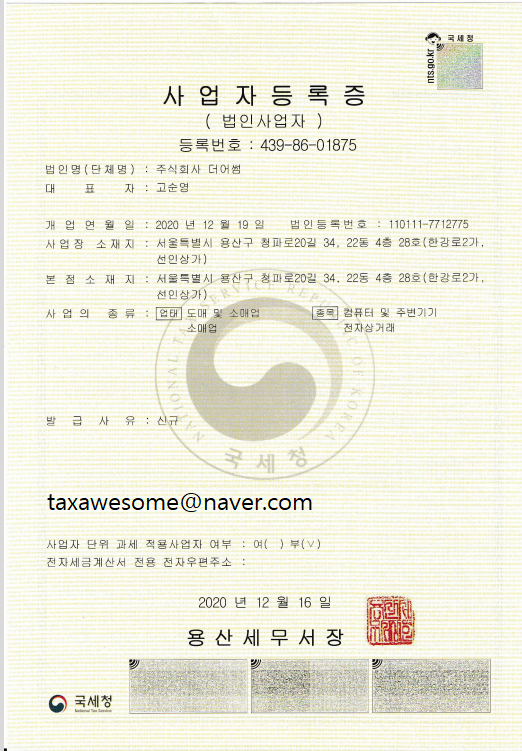 국세청
nts.go.kr
사업자등록증
( 법인사업자 )
등록번호 : 439-86-01875
법인명(단체명) : 주식회사 더어썸
대 표 자 : 고순영
개 업 연 월 일 : 2020 년 12 월 19 일 법인등록번호 : 110111-7712775
사업장 소재지 : 서울특별시 용산구 청파로20길 34, 22동 4층 28호(한강로2가,
선인상가)
본 점 소 재 지 : 서울특별시 용산구 청파로20길 34, 22동 4층 28호(한강로2가,
선인상가)
사 업 의 종 류 : 업태 도매 및 소매업 종목 컴퓨터 및 주변기기
소매업 전자상거래
NATIONAL TAX SERVICE REPUBLIC OF KOREA
국세청
발 급 사 유 : 신규
taxawesome@naver.com
사업자 단위 과세 적용사업자 여부 : 여( ) 부(∨)
전자세금계산서 전용 전자우편주소 :
2020 년 12 월 16 일
용산세무서장
국세청
National Tax Service